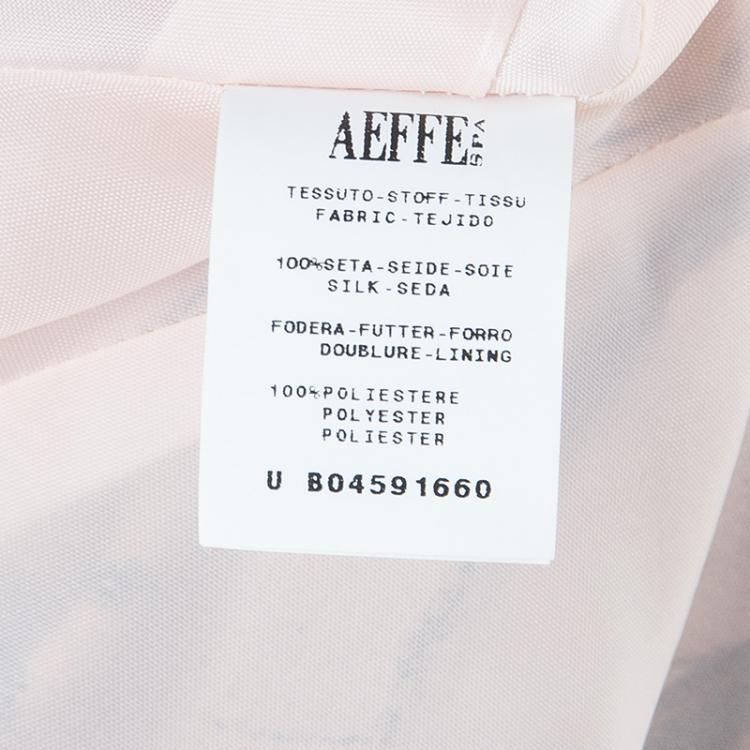 AEFFE SPA
TESSUTO-STOFF-TISSU
FABRIC-TEJIDO
100%SETA-SEIDE-SOIE
SILK-SEDA
FODERA-FUTTER-FORRO
DOUBLURE-LINING
100%POLIESTERE
POLYESTER
POLIESTER
U B04591660